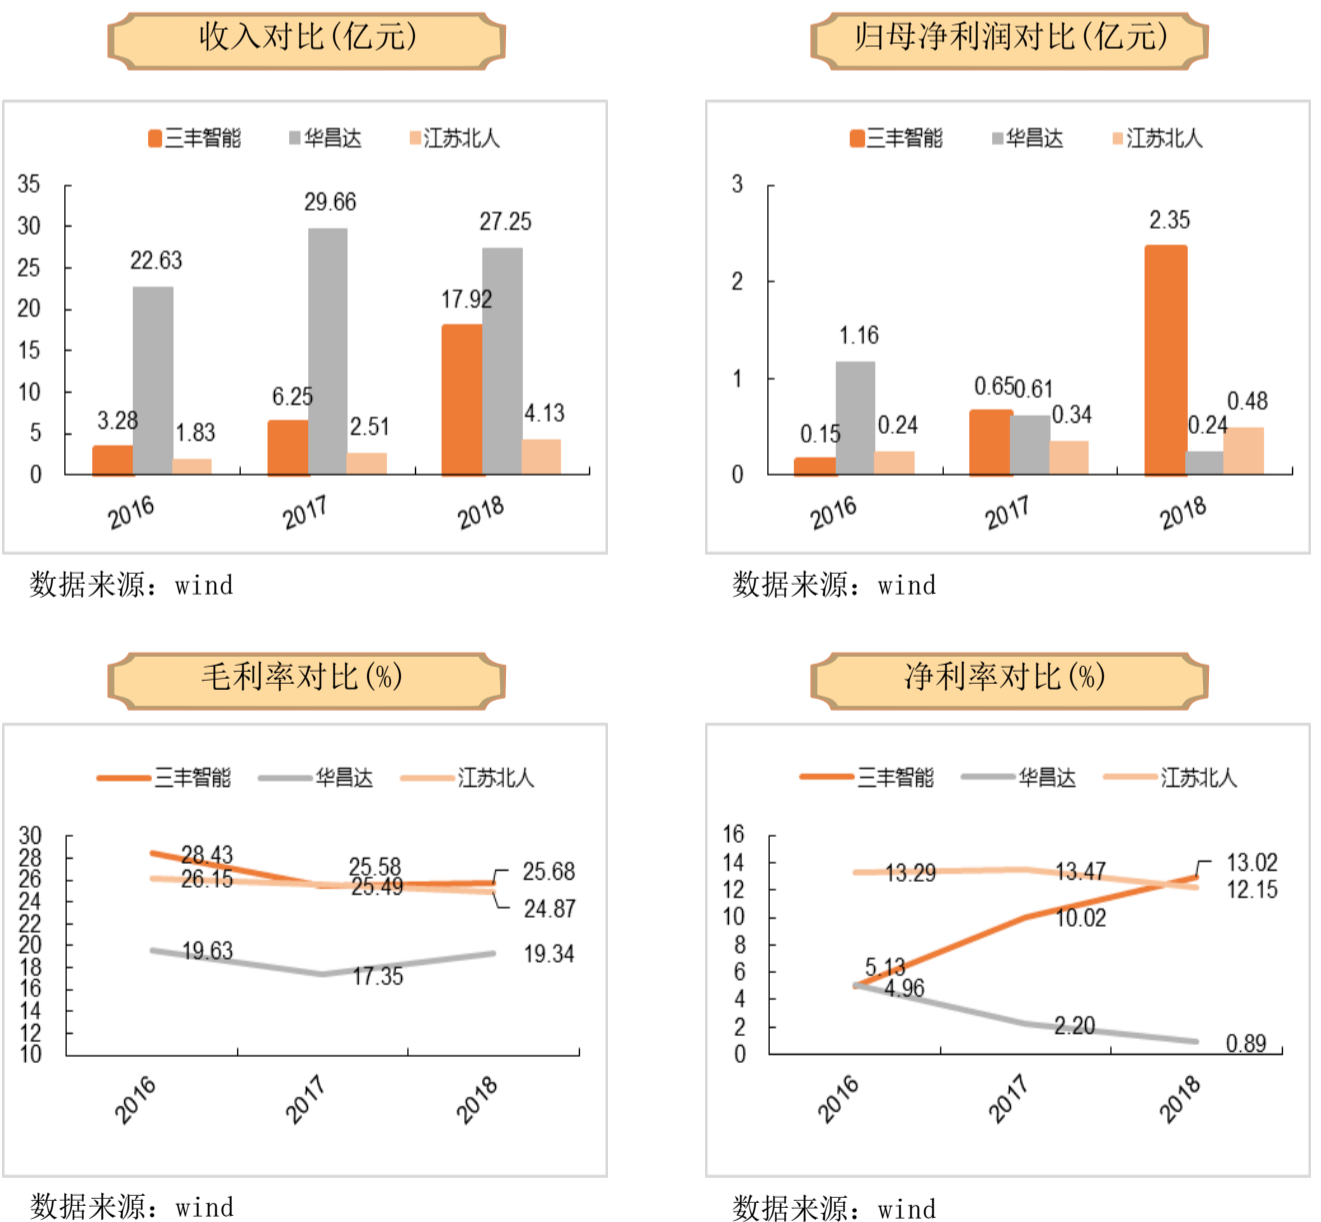 收入对比(亿元)
三丰智能 华昌达 江苏北人
35
30
25
20
15
10
5
0
3.28 22.63 1.83
6.25 29.66 2.51
17.92 27.25 4.13
2016 2017 2018
数据来源：wind
归母净利润对比(亿元)
三丰智能 华昌达 江苏北人
3
2
1
0
0.15 1.16 0.24
0.65 0.61 0.34
2.35 0.24 0.48
2016 2017 2018
数据来源：wind
毛利率对比(%)
三丰智能 华昌达 江苏北人
30
28
26
24
22
20
18
16
14
12
10
28.43 25.58 25.68
26.15 25.49 24.87
19.63 17.35 19.34
2016 2017 2018
数据来源：wind
净利率对比(%)
三丰智能 华昌达 江苏北人
16
14
12
10
8
6
4
2
0
13.29 13.47 13.02
12.15
5.13 10.02
4.96 2.20 0.89
2016 2017 2018
数据来源：wind